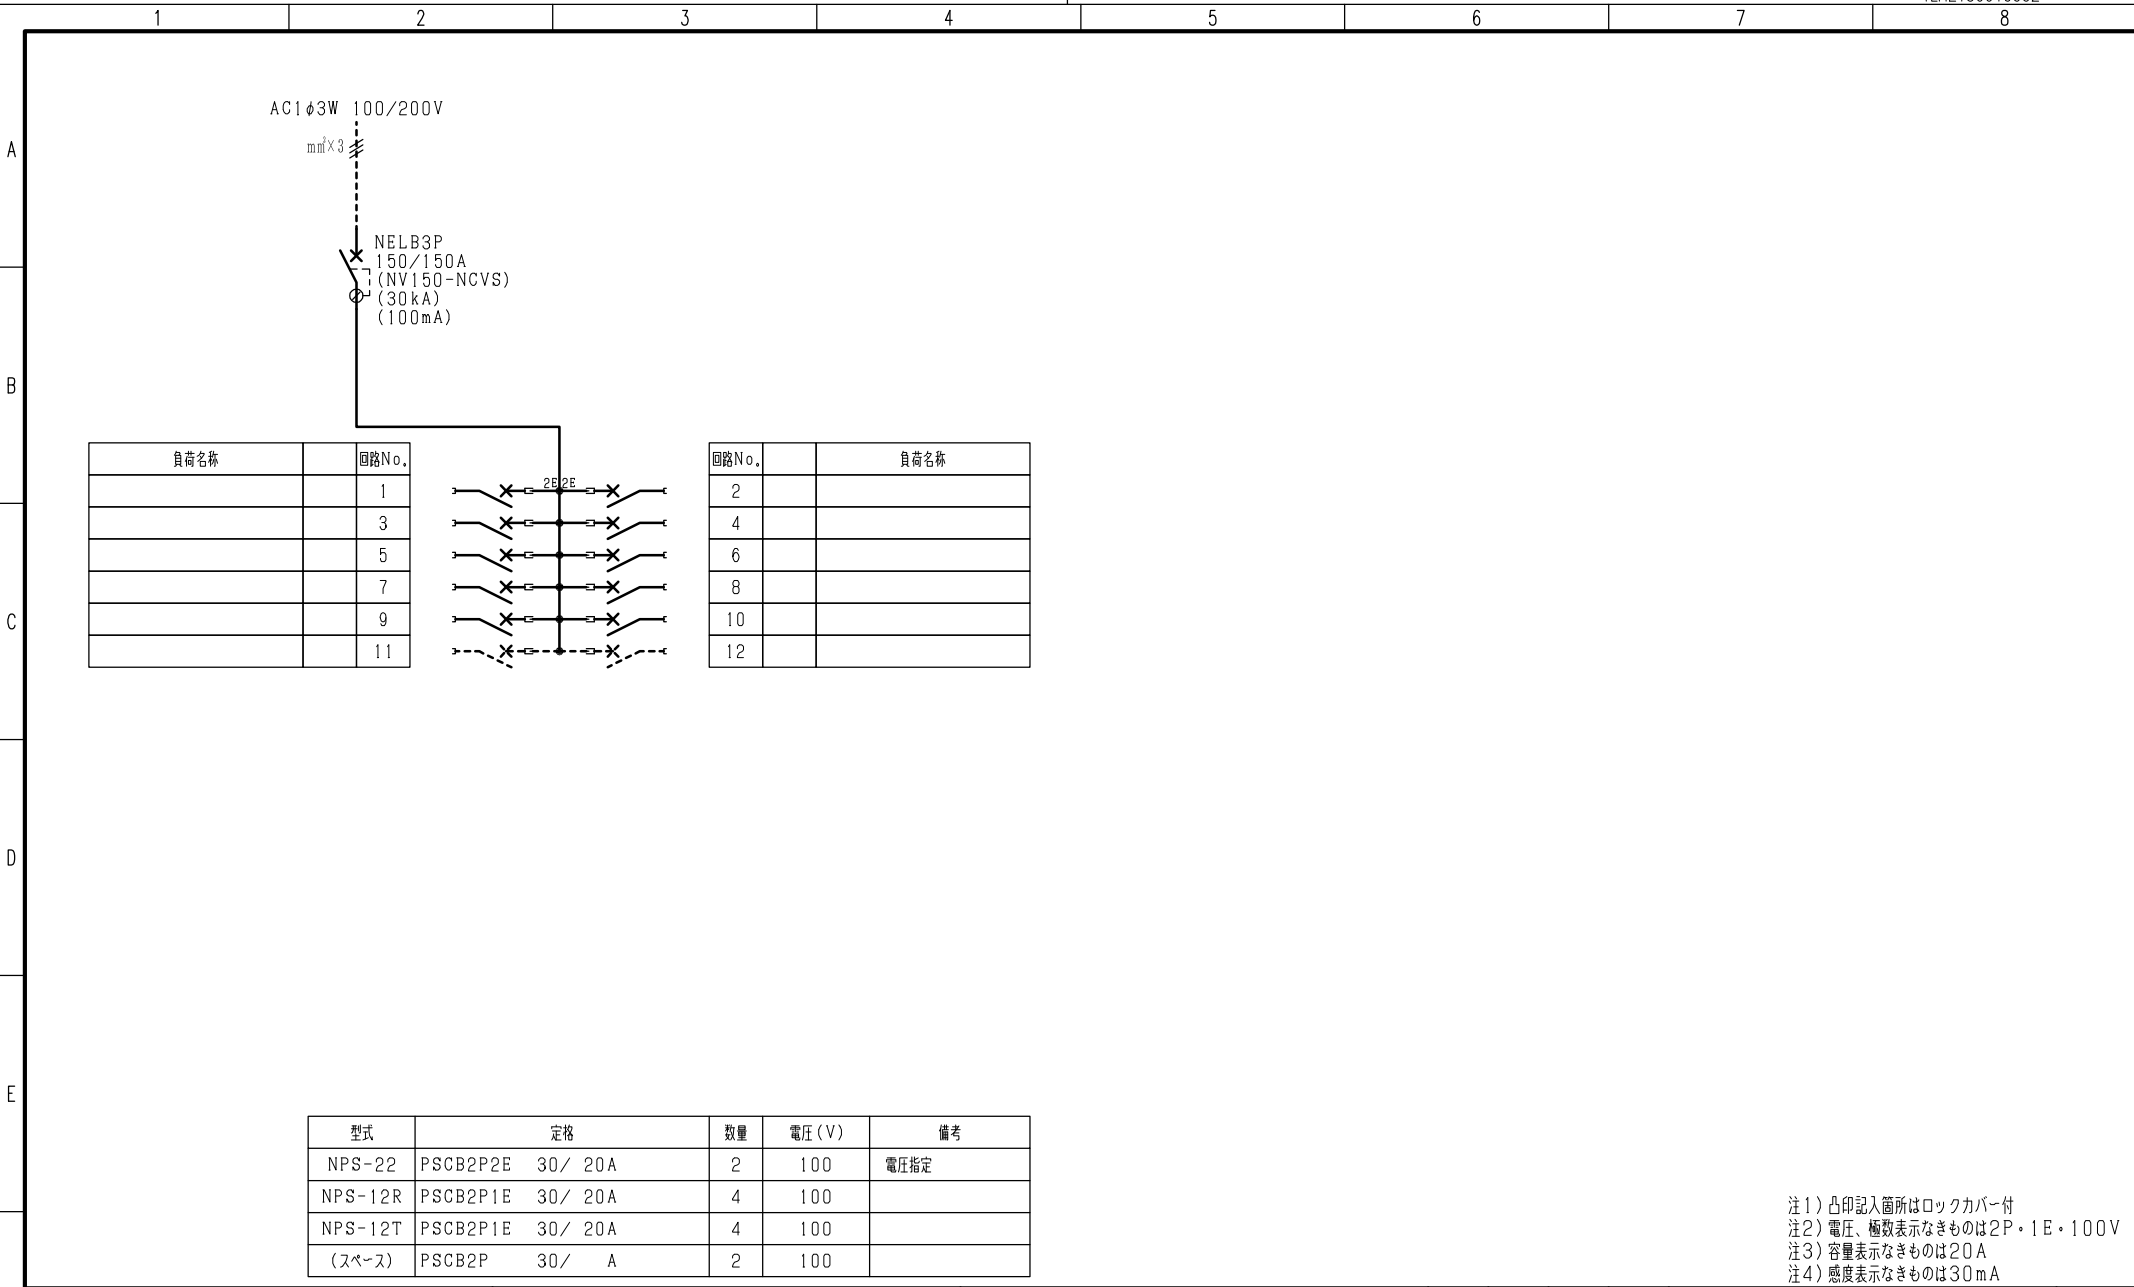 1 2 3 4 5 6 7 8
A
B
C
D
E
AC1φ3W 100/200V
mm²×3
NELB3P
150/150A
(NV150-NCVS)
(30kA)
(100mA)
負荷名称 回路No.
1
3
5
7
9
11
2E 2E
回路No. 負荷名称
2
4
6
8
10
12
型式 定格 数量 電圧(V) 備考
NPS-22 PSCB2P2E 30/ 20A 2 100 電圧指定
NPS-12R PSCB2P1E 30/ 20A 4 100
NPS-12T PSCB2P1E 30/ 20A 4 100
(スペース) PSCB2P 30/ A 2 100
注1)凸印記入箇所はロックカバー付
注2)電圧、極数表示なきものは2P・1E・100V
注3)容量表示なきものは20A
注4)感度表示なきものは30mA